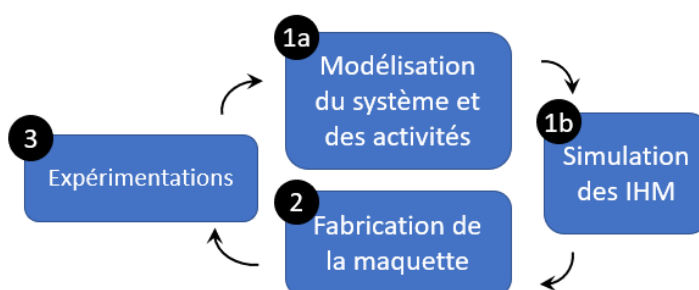 1a
Modélisation
du système et
des activités
1b
Simulation
des IHM
2
Fabrication de
la maquette
3
Expérimentations